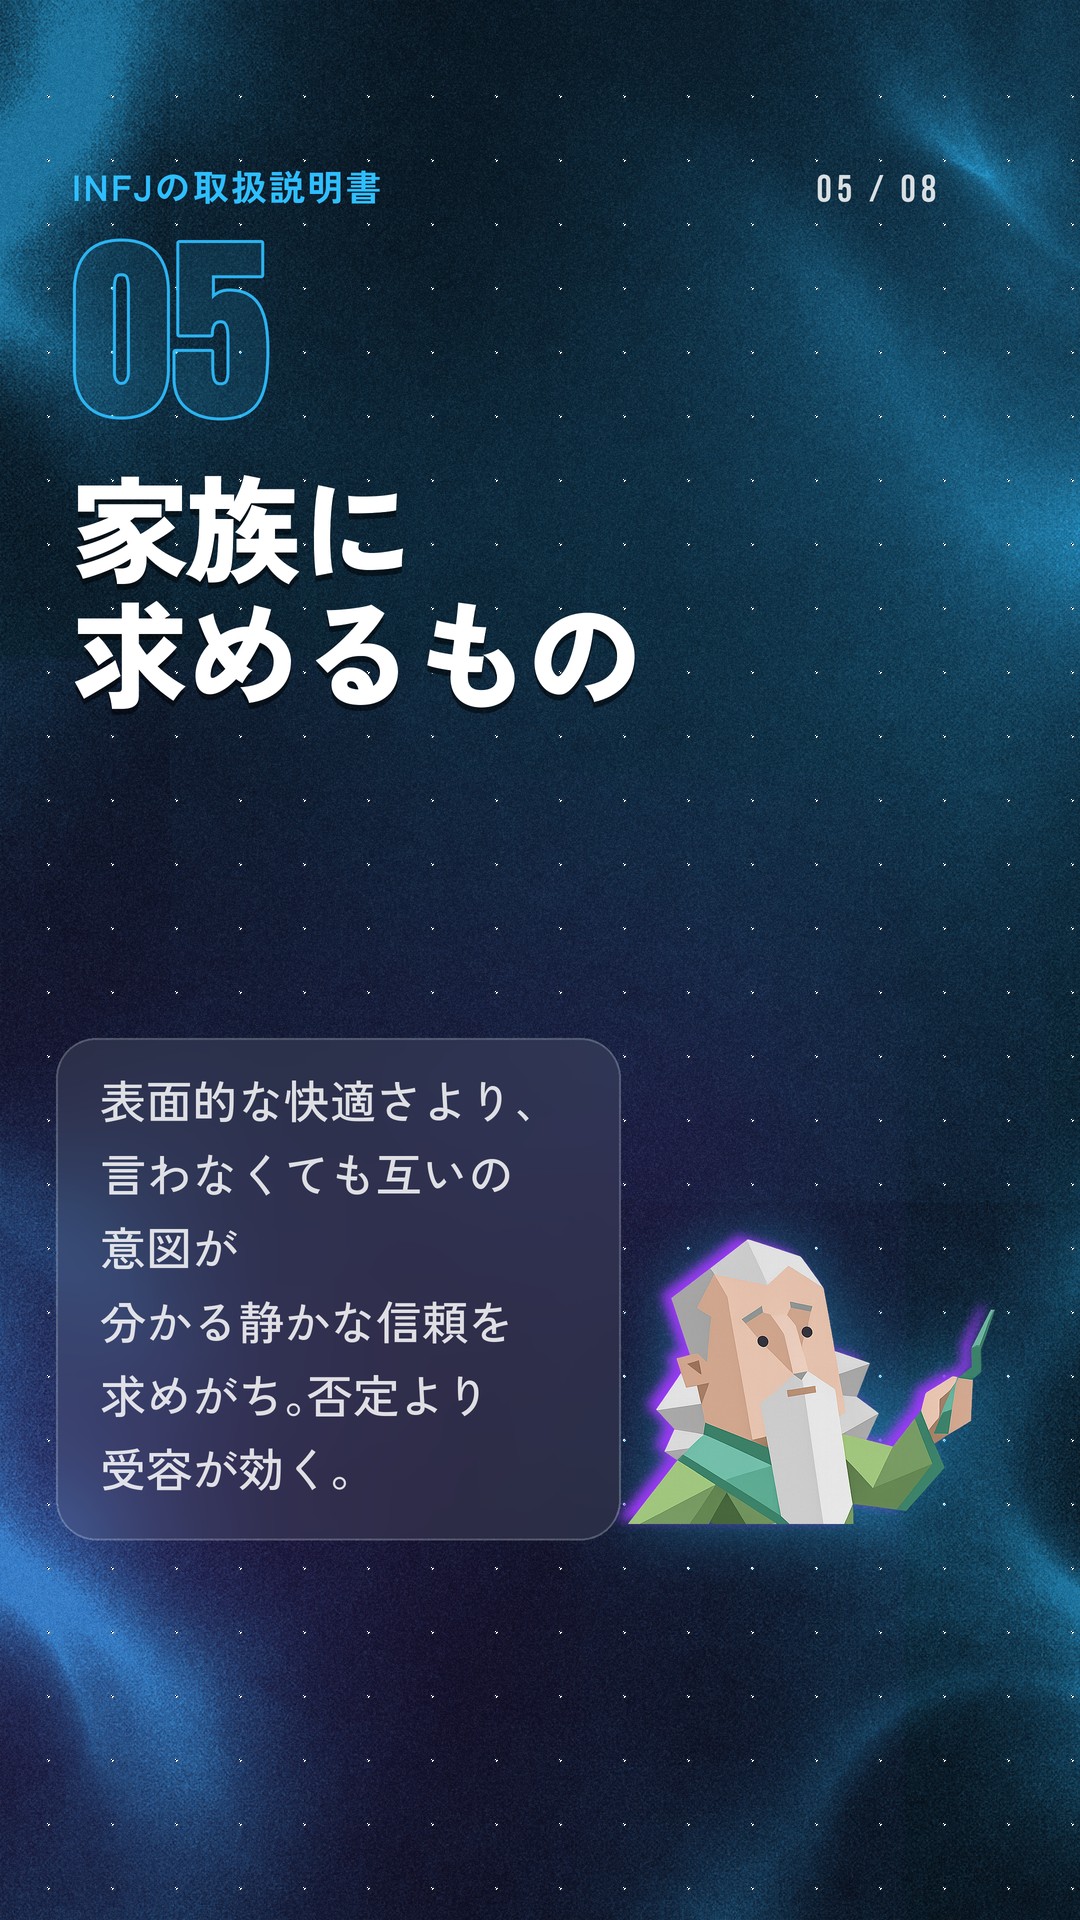 INFJの取扱説明書
05 / 08
05
家族に
求めるもの
表面的な快適さより、
言わなくても互いの
意図が
分かる静かな信頼を
求めがち。否定より
受容が効く。